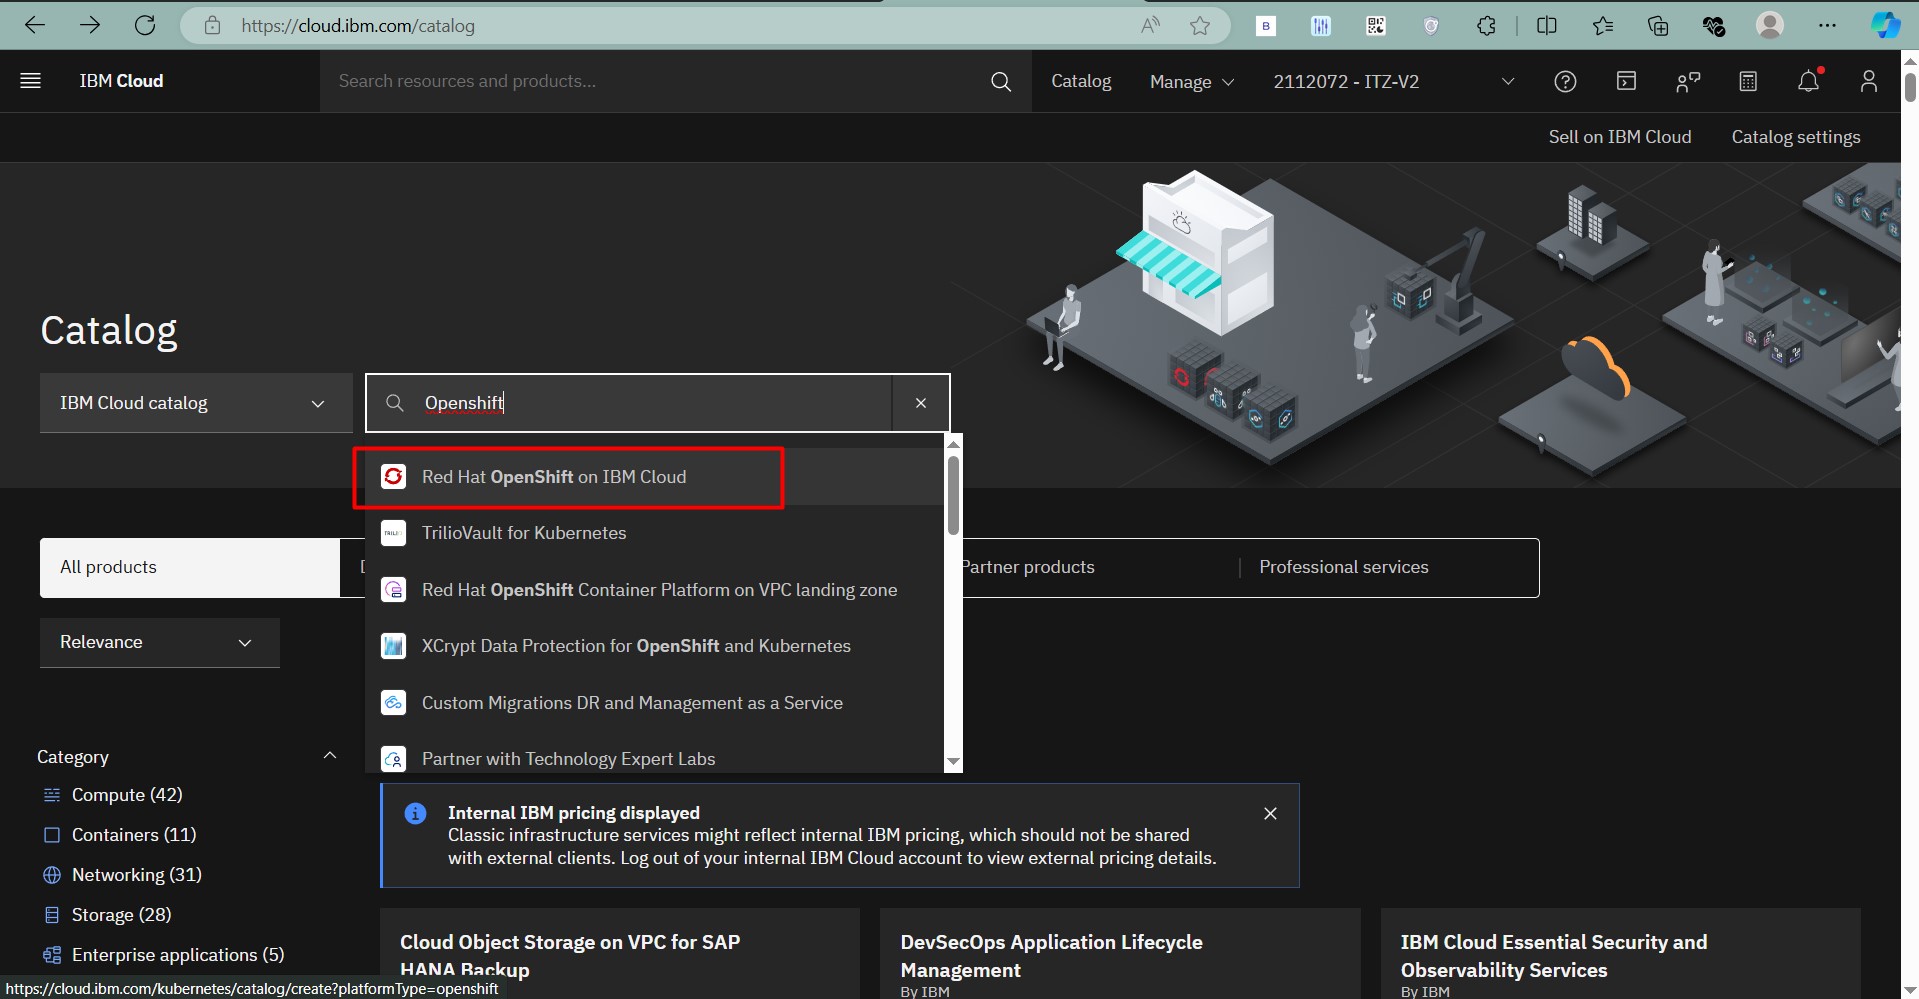 https://cloud.ibm.com/catalog
IBM Cloud
Search resources and products...
Catalog
Manage
2112072 - ITZ-V2
Sell on IBM Cloud
Catalog settings
Catalog
IBM Cloud catalog
Openshift
Red Hat OpenShift on IBM Cloud
TrilioVault for Kubernetes
Red Hat OpenShift Container Platform on VPC landing zone
XCrypt Data Protection for OpenShift and Kubernetes
Custom Migrations DR and Management as a Service
Partner with Technology Expert Labs
All products
Partner products
Professional services
Relevance
Category
Compute (42)
Containers (11)
Networking (31)
Storage (28)
Enterprise applications (5)
Internal IBM pricing displayed
Classic infrastructure services might reflect internal IBM pricing, which should not be shared
with external clients. Log out of your internal IBM Cloud account to view external pricing details.
Cloud Object Storage on VPC for SAP
HANA Backup
DevSecOps Application Lifecycle
Management
By IBM
IBM Cloud Essential Security and
Observability Services
By IBM
https://cloud.ibm.com/kubernetes/catalog/create?platformType=openshift